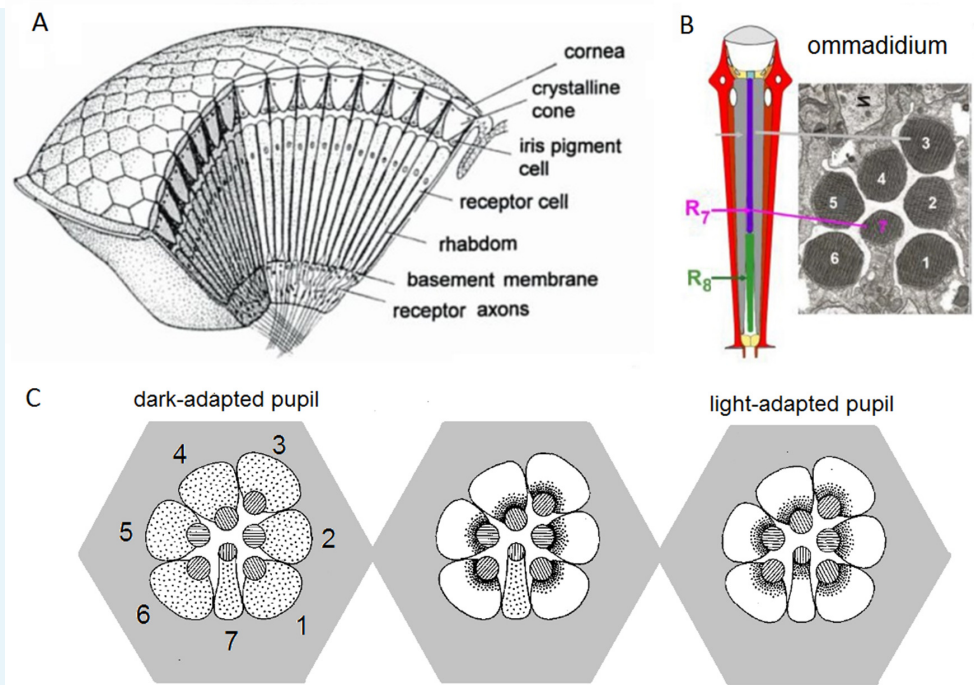 A
cornea
crystalline
cone
iris pigment
cell
receptor cell
rhabdom
basement membrane
receptor axons
B
ommadidium
R7
R8
N
3
4
5
2
7
6
1
C
dark-adapted pupil
light-adapted pupil
4
3
5
2
6
1
7